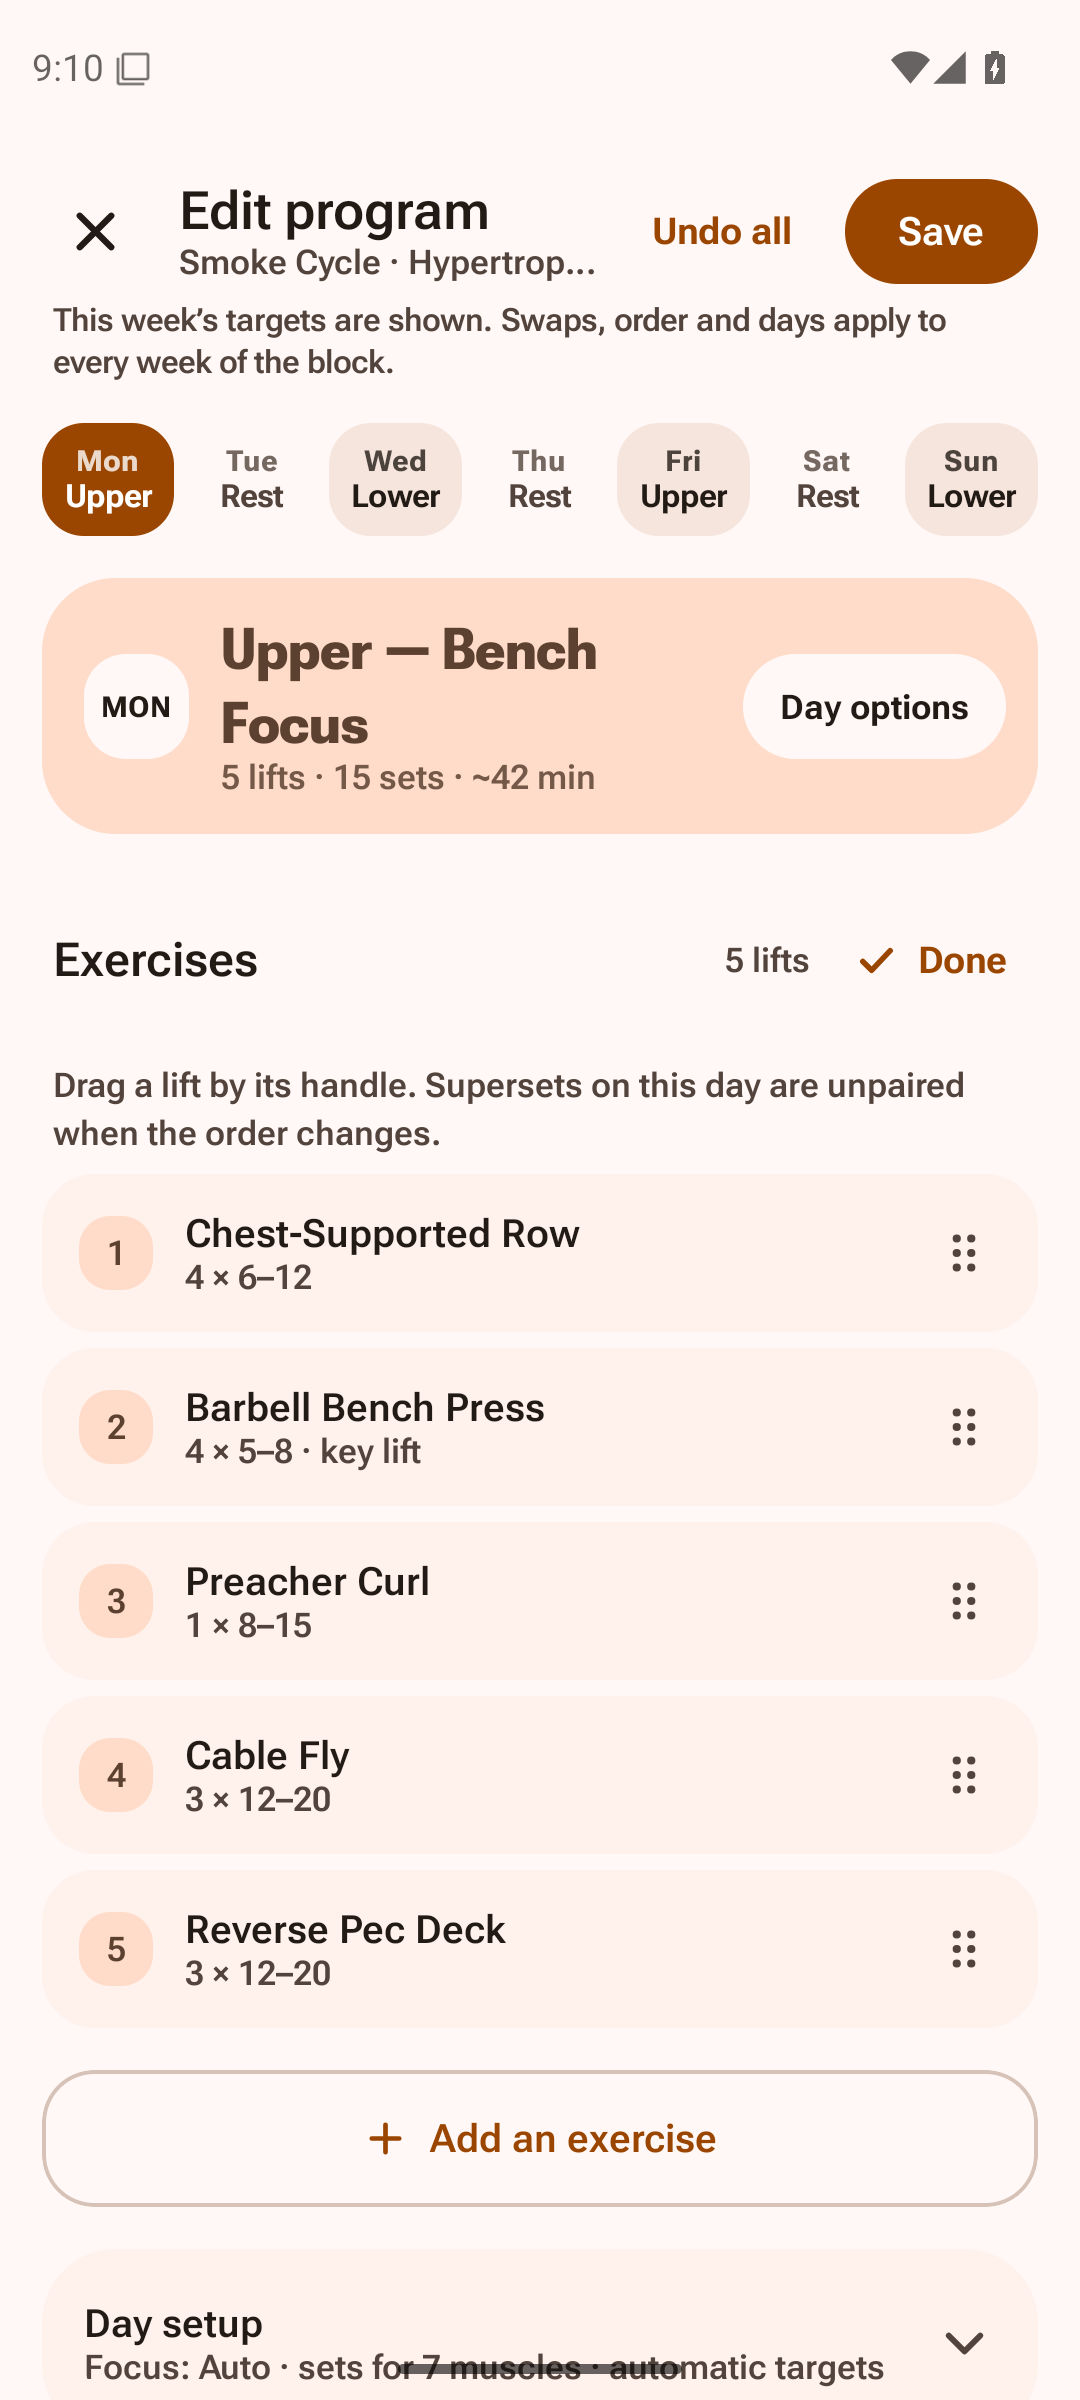 9:10
Edit program
Smoke Cycle · Hypertrop...
Undo all
Save
This week's targets are shown. Swaps, order and days apply to
every week of the block.
Mon
Upper
Tue
Rest
Wed
Lower
Thu
Rest
Fri
Upper
Sat
Rest
Sun
Lower
MON
Upper — Bench
Focus
5 lifts · 15 sets · ~42 min
Day options
Exercises
5 lifts
Done
Drag a lift by its handle. Supersets on this day are unpaired
when the order changes.
1
Chest-Supported Row
4 × 6–12
2
Barbell Bench Press
4 × 5–8 · key lift
3
Preacher Curl
1 × 8–15
4
Cable Fly
3 × 12–20
5
Reverse Pec Deck
3 × 12–20
Add an exercise
Day setup
Focus: Auto · sets for 7 muscles · automatic targets